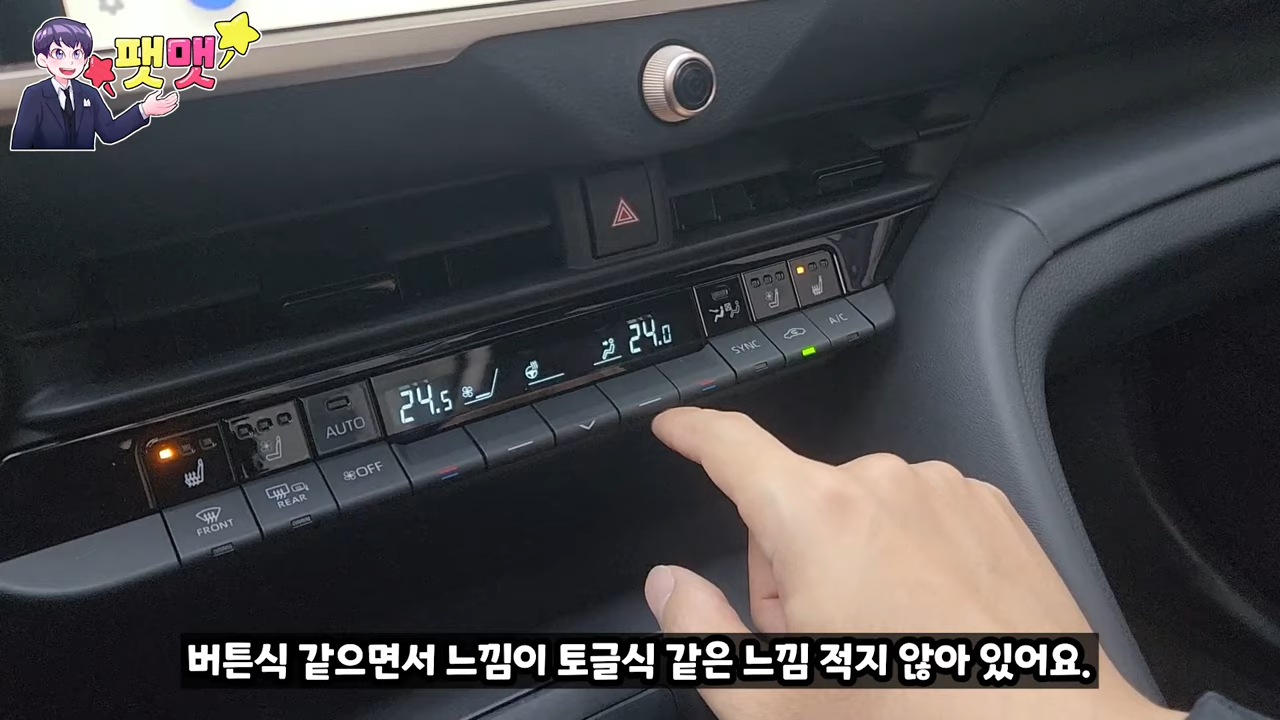 팻맷
24.0
24.5
SYNC
A/C
AUTO
OFF
REAR
FRONT
버튼식 같으면서 느낌이 토글식 같은 느낌 적지 않아 있어요.